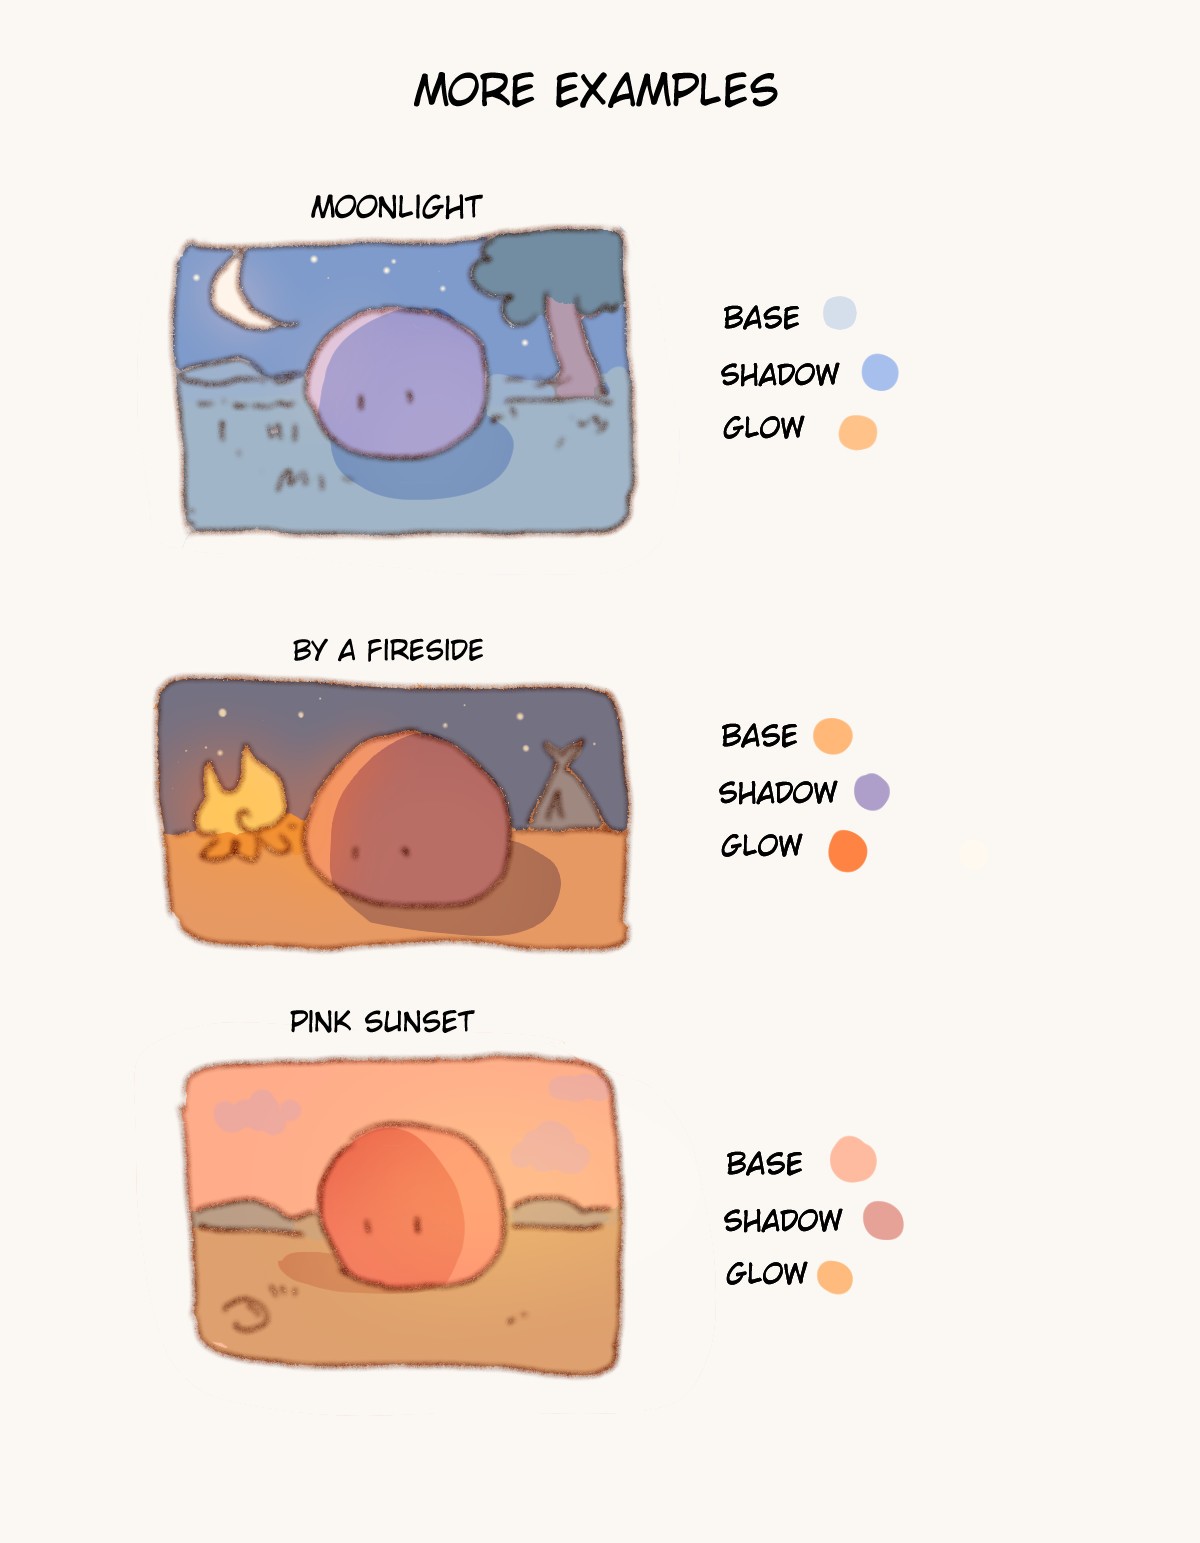 MORE EXAMPLES
MOONLIGHT
BASE
SHADOW
GLOW
BY A FIRESIDE
BASE
SHADOW
GLOW
PINK SUNSET
BASE
SHADOW
GLOW